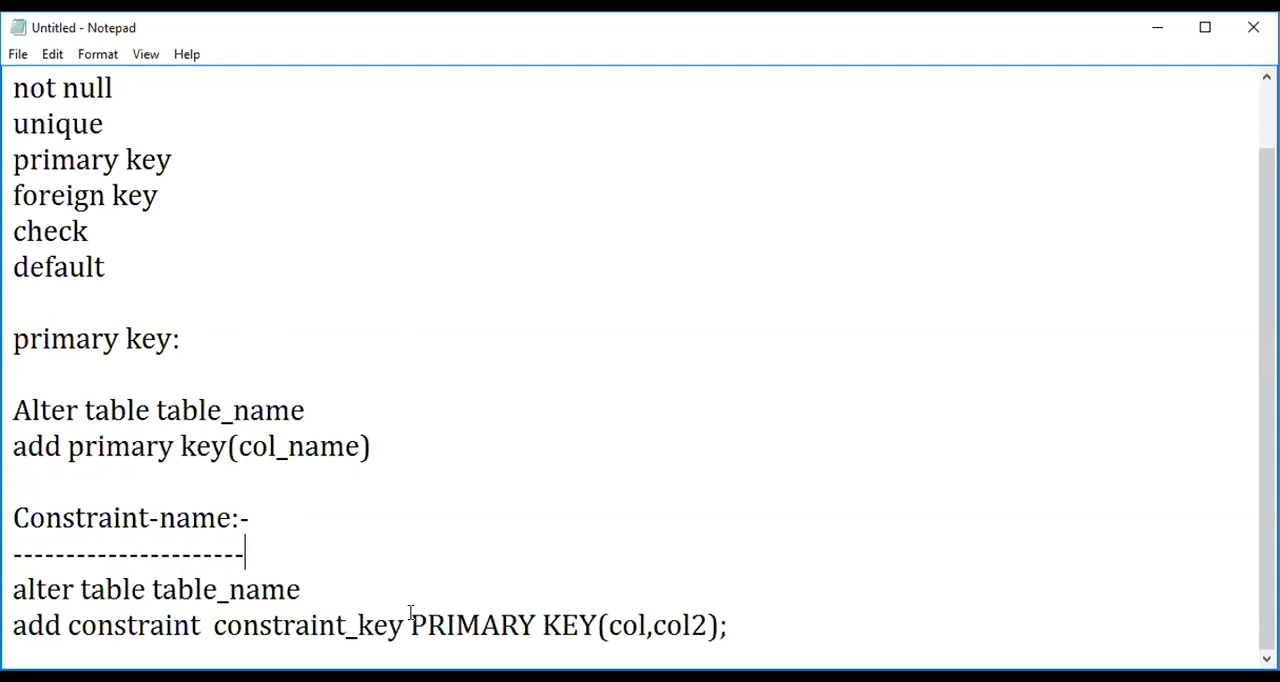 Untitled - Notepad
File Edit Format View Help
not null
unique
primary key
foreign key
check
default
primary key:
Alter table table_name
add primary key(col_name)
Constraint-name:-
----------------------
alter table table_name
add constraint  constraint_key PRIMARY KEY(col,col2);